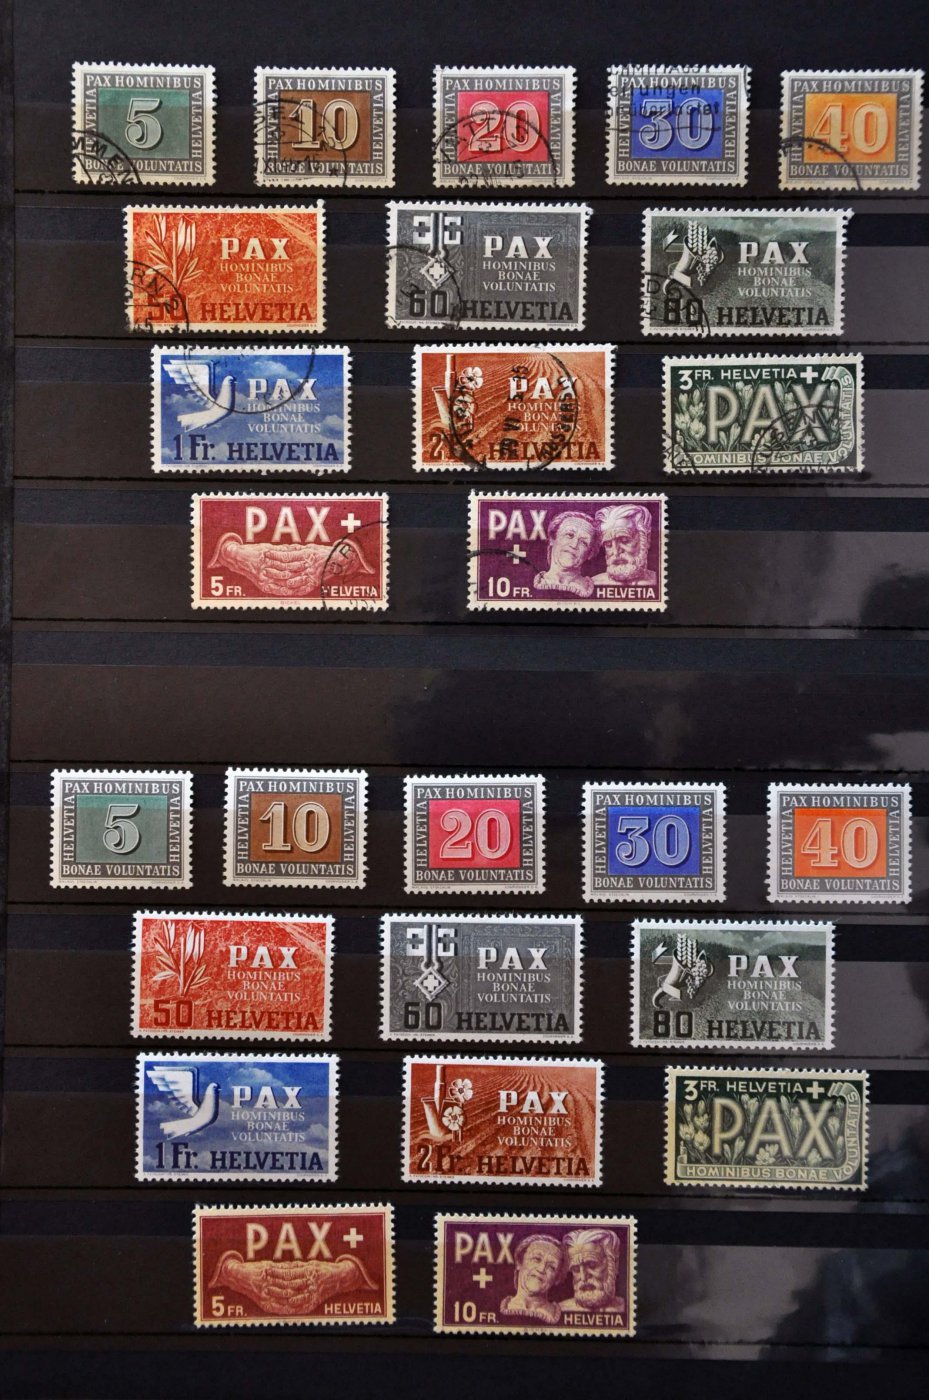 PAX HOMINIBUS
HELVETIA 5 HELVETIA
BONAE VOLUNTATIS
PAX HOMINIBUS
HELVETIA 10 HELVETIA
BONAE VOLUNTATIS
PAX HOMINIBUS
HELVETIA 20 HELVETIA
BONAE VOLUNTATIS
PAX HOMINIBUS
HELVETIA 30 HELVETIA
BONAE VOLUNTATIS
PAX HOMINIBUS
HELVETIA 40 HELVETIA
BONAE VOLUNTATIS
PAX
HOMINIBUS
BONAE
VOLUNTATIS
50 HELVETIA
PAX
HOMINIBUS
BONAE
VOLUNTATIS
60 HELVETIA
PAX
HOMINIBUS
BONAE
VOLUNTATIS
80 HELVETIA
PAX
HOMINIBUS
BONAE
VOLUNTATIS
1 Fr. HELVETIA
PAX
HOMINIBUS
BONAE
VOLUNTATIS
2 Fr. HELVETIA
3 FR. HELVETIA +
PAX
HOMINIBUS BONAE VOLUNTATIS
PAX +
5 FR. HELVETIA
PAX
+
10 FR. HELVETIA
PAX HOMINIBUS
HELVETIA 5 HELVETIA
BONAE VOLUNTATIS
PAX HOMINIBUS
HELVETIA 10 HELVETIA
BONAE VOLUNTATIS
PAX HOMINIBUS
HELVETIA 20 HELVETIA
BONAE VOLUNTATIS
PAX HOMINIBUS
HELVETIA 30 HELVETIA
BONAE VOLUNTATIS
PAX HOMINIBUS
HELVETIA 40 HELVETIA
BONAE VOLUNTATIS
PAX
HOMINIBUS
BONAE
VOLUNTATIS
50 HELVETIA
PAX
HOMINIBUS
BONAE
VOLUNTATIS
60 HELVETIA
PAX
HOMINIBUS
BONAE
VOLUNTATIS
80 HELVETIA
PAX
HOMINIBUS
BONAE
VOLUNTATIS
1 Fr. HELVETIA
PAX
HOMINIBUS
BONAE
VOLUNTATIS
2 Fr. HELVETIA
3 FR. HELVETIA +
PAX
HOMINIBUS BONAE VOLUNTATIS
PAX +
5 FR. HELVETIA
PAX
+
10 FR. HELVETIA